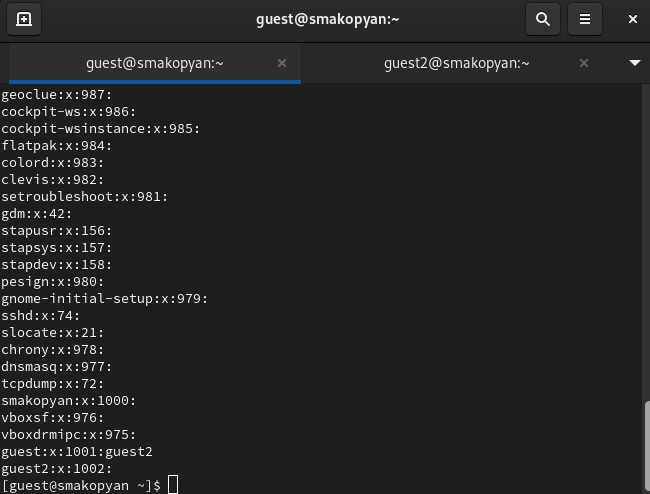 guest@smakopyan:~
guest@smakopyan:~
guest2@smakopyan:~
geoclue:x:987:
cockpit-ws:x:986:
cockpit-wsinstance:x:985:
flatpak:x:984:
colord:x:983:
clevis:x:982:
setroubleshoot:x:981:
gdm:x:42:
stapusr:x:156:
stapsys:x:157:
stapdev:x:158:
pesign:x:980:
gnome-initial-setup:x:979:
sshd:x:74:
slocate:x:21:
chrony:x:978:
dnsmasq:x:977:
tcpdump:x:72:
smakopyan:x:1000:
vboxsf:x:976:
vboxdrmipc:x:975:
guest:x:1001:guest2
guest2:x:1002:
[guest@smakopyan ~]$